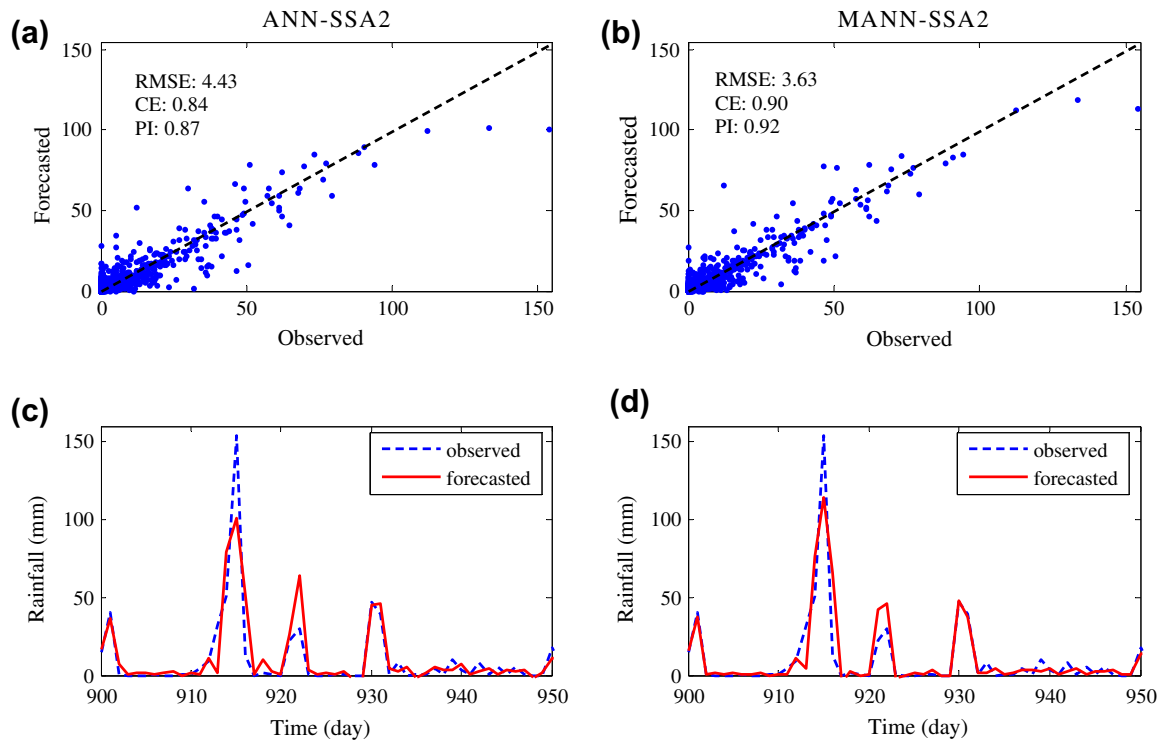 ANN-SSA2
(a)
150
100
50
0
Forecasted
RMSE: 4.43
CE: 0.84
PI: 0.87
0 50 100 150
Observed
MANN-SSA2
(b)
150
100
50
0
Forecasted
RMSE: 3.63
CE: 0.90
PI: 0.92
0 50 100 150
Observed
(c)
150
100
50
0
Rainfall (mm)
observed
forecasted
900 910 920 930 940 950
Time (day)
(d)
150
100
50
0
Rainfall (mm)
observed
forecasted
900 910 920 930 940 950
Time (day)